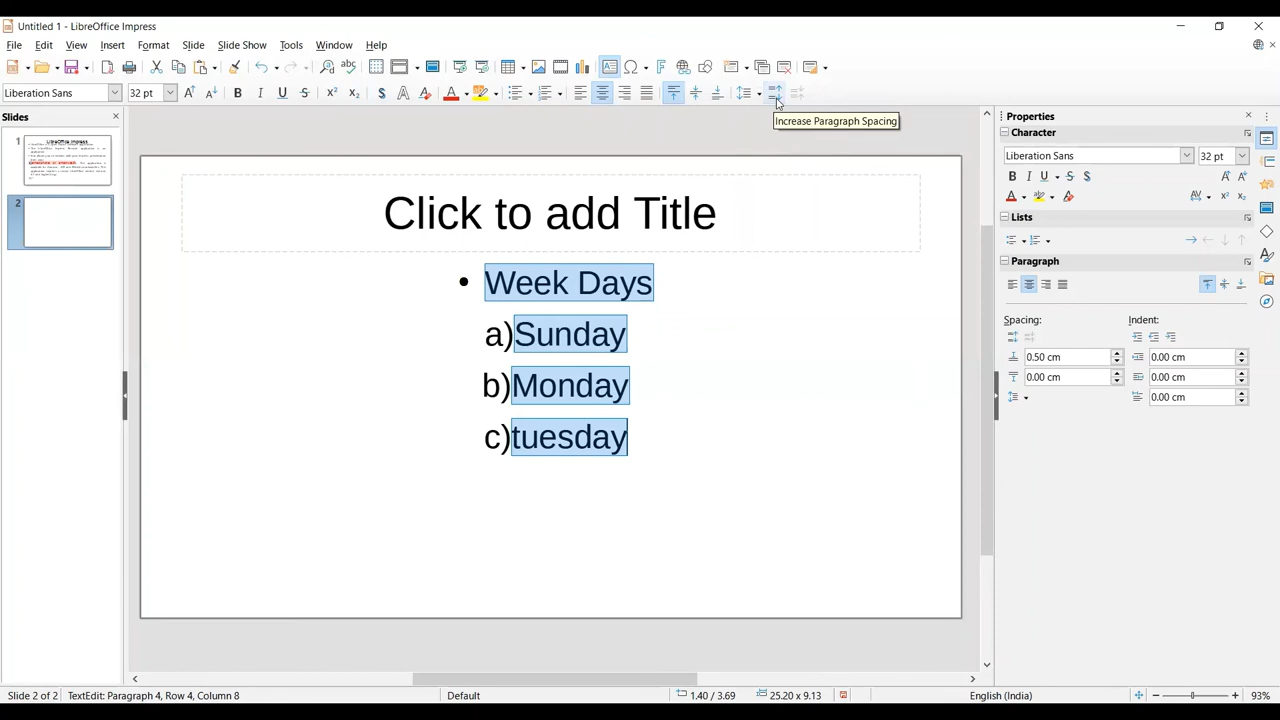 Untitled 1 - LibreOffice Impress
File Edit View Insert Format Slide Slide Show Tools Window Help
Liberation Sans 32 pt
Increase Paragraph Spacing
Slides
1
LibreOffice Impress
2
Click to add Title
• Week Days
a)Sunday
b)Monday
c)tuesday
Properties
Character
Liberation Sans 32 pt
Lists
Paragraph
Spacing: Indent:
0.50 cm 0.00 cm
0.00 cm 0.00 cm
0.00 cm
Slide 2 of 2 TextEdit: Paragraph 4, Row 4, Column 8 Default 1.40 / 3.69 25.20 x 9.13 English (India) 93%